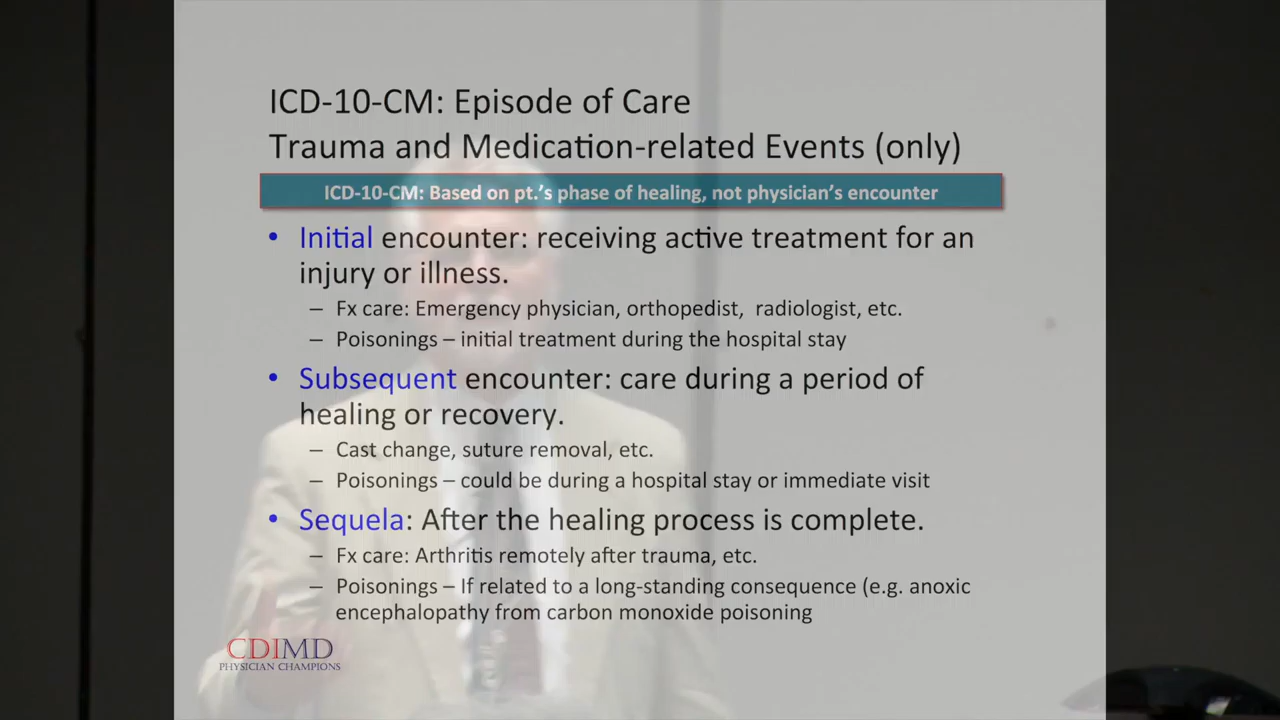 ICD-10-CM: Episode of Care
Trauma and Medication-related Events (only)
ICD-10-CM: Based on pt.'s phase of healing, not physician's encounter
• Initial encounter: receiving active treatment for an
injury or illness.
– Fx care: Emergency physician, orthopedist,  radiologist, etc.
– Poisonings – initial treatment during the hospital stay
• Subsequent encounter: care during a period of
healing or recovery.
– Cast change, suture removal, etc.
– Poisonings – could be during a hospital stay or immediate visit
• Sequela: After the healing process is complete.
– Fx care: Arthritis remotely after trauma, etc.
– Poisonings – If related to a long-standing consequence (e.g. anoxic
encephalopathy from carbon monoxide poisoning
CDIMD
PHYSICIAN CHAMPIONS